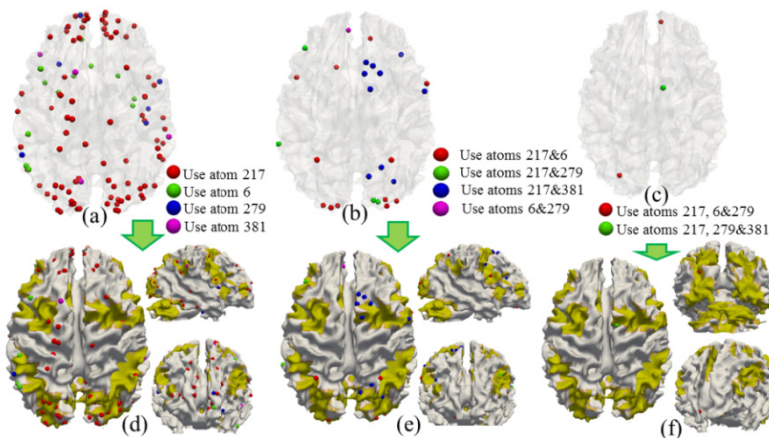 (a)
Use atom 217
Use atom 6
Use atom 279
Use atom 381
(b)
Use atoms 217&6
Use atoms 217&279
Use atoms 217&381
Use atoms 6&279
(c)
Use atoms 217, 6&279
Use atoms 217, 279&381
(d)
(e)
(f)